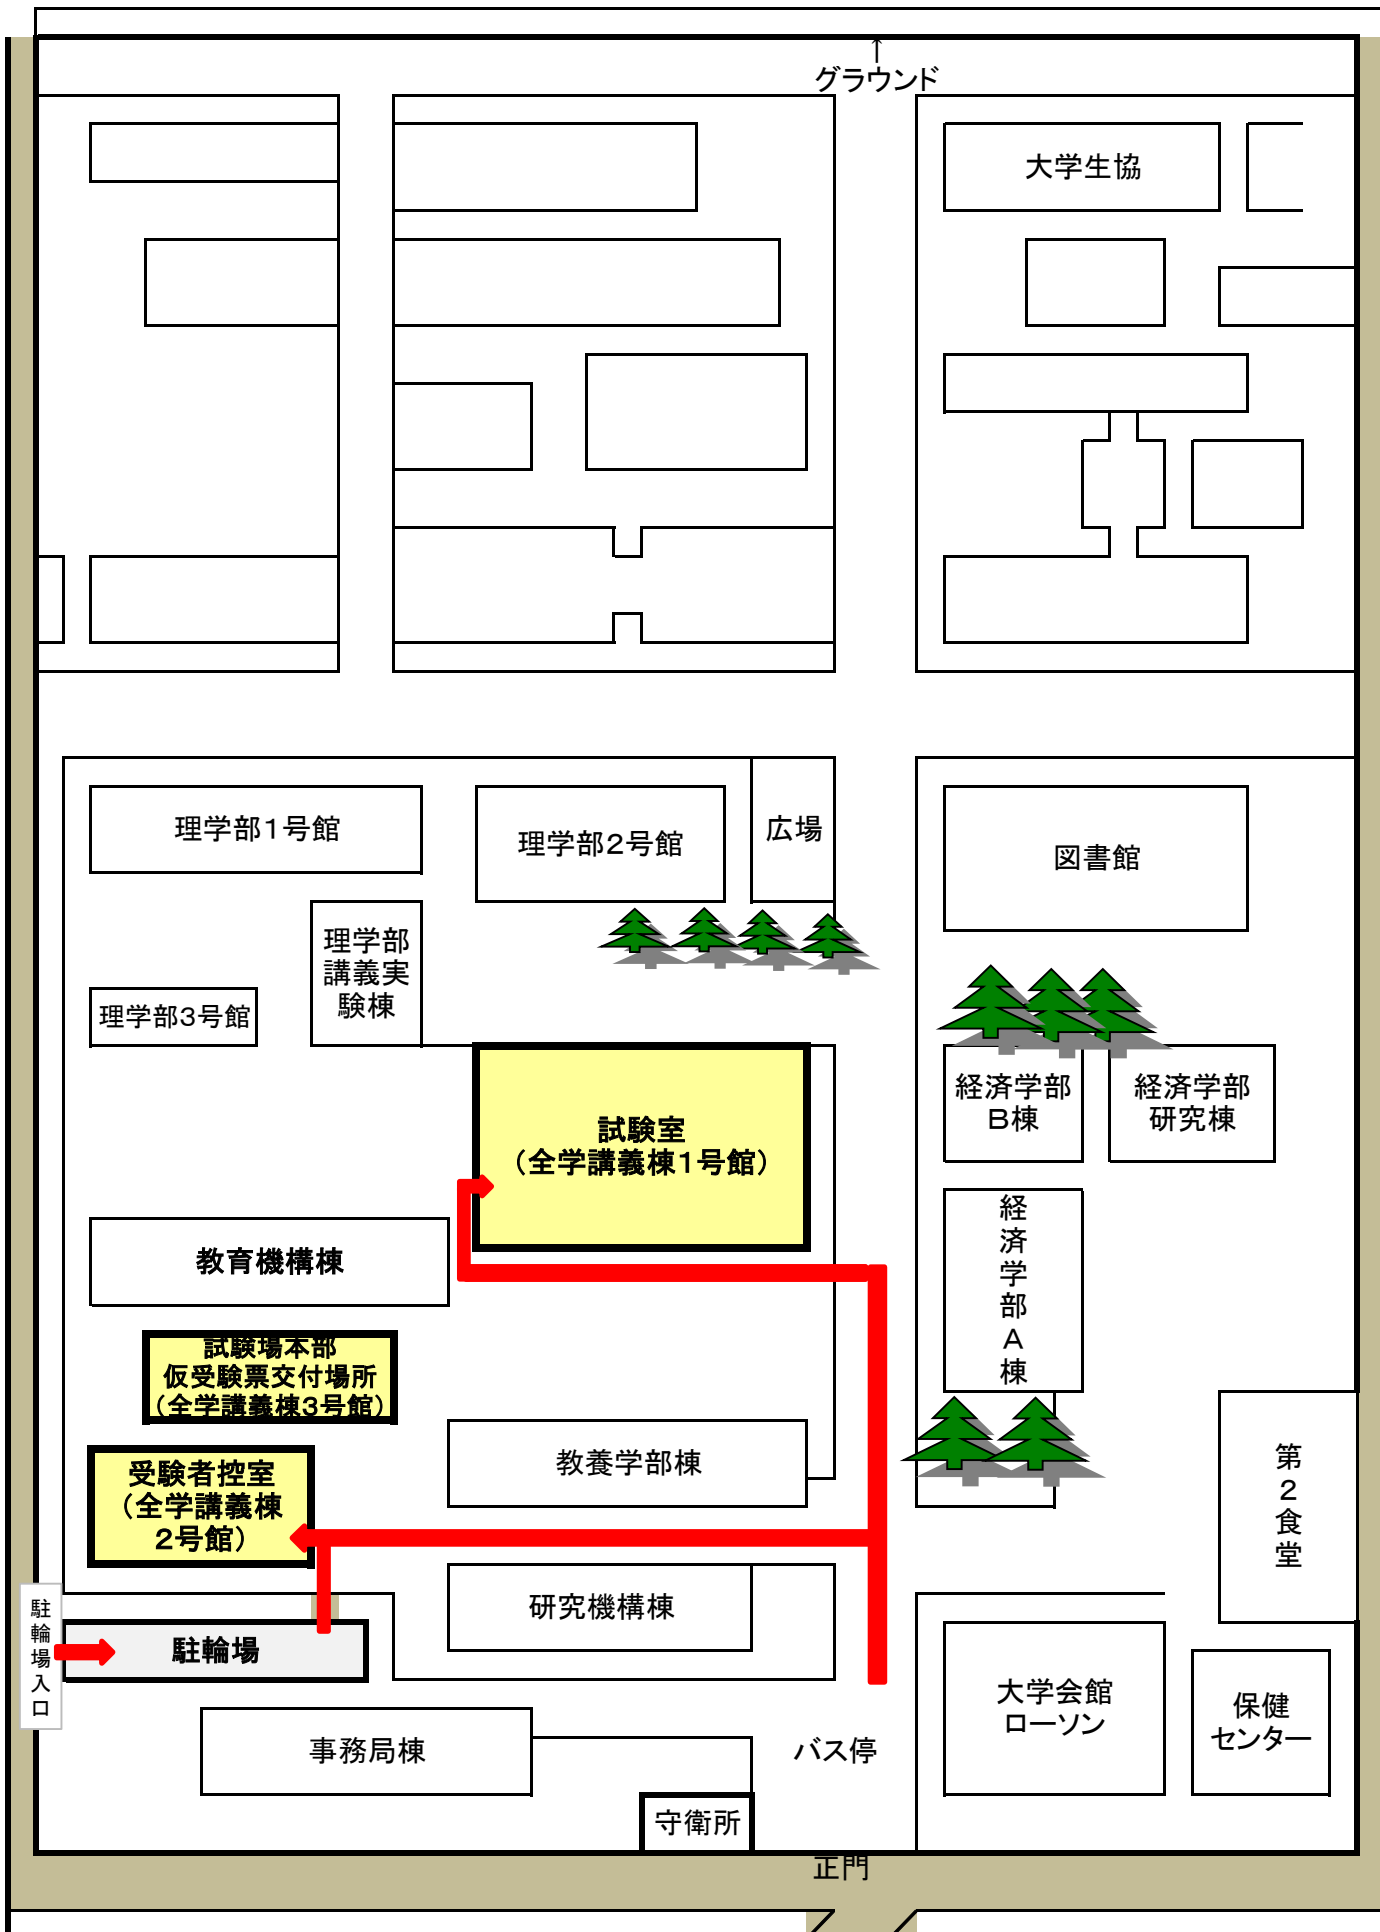 ↑
グラウンド
大学生協
理学部1号館
理学部2号館
広場
図書館
理学部
講義実
験棟
理学部3号館
試験室
（全学講義棟1号館）
経済学部
B棟
経済学部
研究棟
経済学部A棟
教育機構棟
試験場本部
仮受験票交付場所
（全学講義棟3号館）
教養学部棟
第2食堂
受験者控室
（全学講義棟
2号館）
研究機構棟
駐輪場入口
駐輪場
大学会館
ローソン
保健
センター
事務局棟
バス停
守衛所
正門